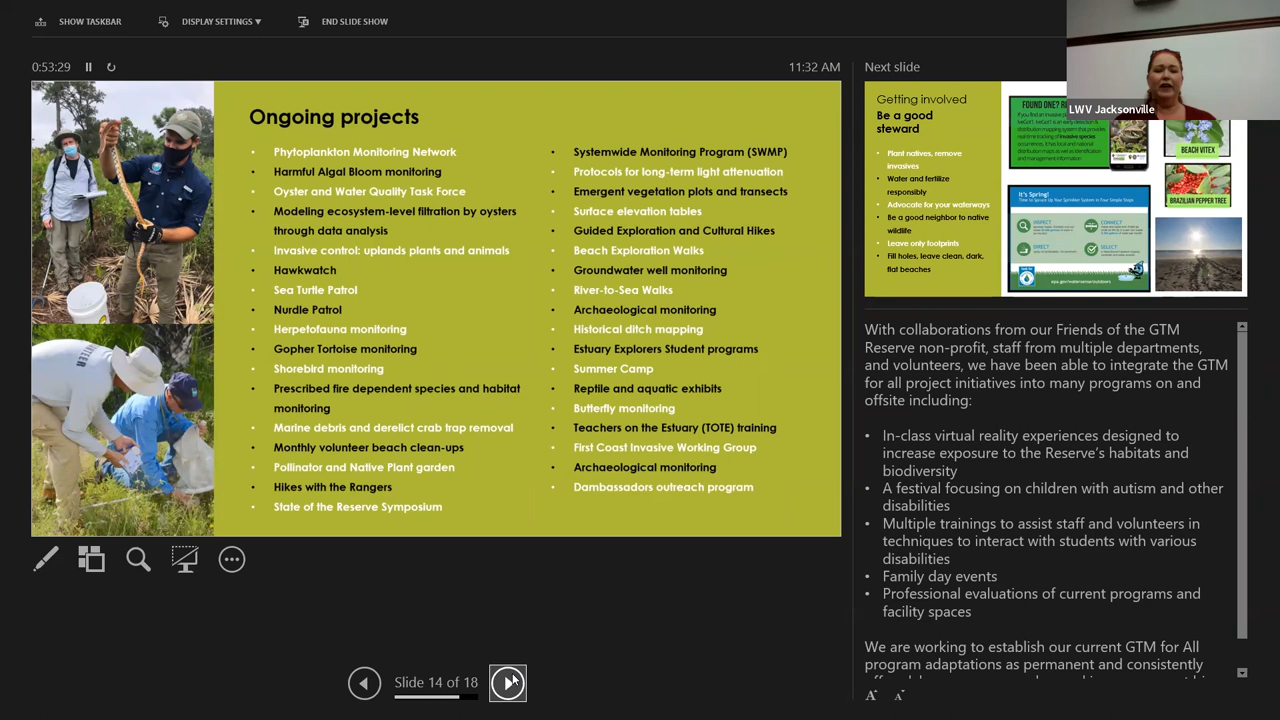 SHOW TASKBAR
DISPLAY SETTINGS ▼
END SLIDE SHOW
0:53:29
11:32 AM
Ongoing projects
• Phytoplankton Monitoring Network
• Harmful Algal Bloom monitoring
• Oyster and Water Quality Task Force
• Modeling ecosystem-level filtration by oysters
through data analysis
• Invasive control: uplands plants and animals
• Hawkwatch
• Sea Turtle Patrol
• Nurdle Patrol
• Herpetofauna monitoring
• Gopher Tortoise monitoring
• Shorebird monitoring
• Prescribed fire dependent species and habitat
monitoring
• Marine debris and derelict crab trap removal
• Monthly volunteer beach clean-ups
• Pollinator and Native Plant garden
• Hikes with the Rangers
• State of the Reserve Symposium
• Systemwide Monitoring Program (SWMP)
• Protocols for long-term light attenuation
• Emergent vegetation plots and transects
• Surface elevation tables
• Guided Exploration and Cultural Hikes
• Beach Exploration Walks
• Groundwater well monitoring
• River-to-Sea Walks
• Archaeological monitoring
• Historical ditch mapping
• Estuary Explorers Student programs
• Summer Camp
• Reptile and aquatic exhibits
• Butterfly monitoring
• Teachers on the Estuary (TOTE) training
• First Coast Invasive Working Group
• Archaeological monitoring
• Dambassadors outreach program
Slide 14 of 18
Next slide
LWV Jacksonville
Getting involved
Be a good
steward
• Plant natives, remove
invasives
• Water and fertilize
responsibly
• Advocate for your waterways
• Be a good neighbor to native
wildlife
• Leave only footprints
• Fill holes, leave clean, dark,
flat beaches
FOUND ONE?
BEACH VITEX
BRAZILIAN PEPPER TREE
It's Spring!
INSPECT
CONNECT
DIRECT
SELECT
With collaborations from our Friends of the GTM
Reserve non-profit, staff from multiple departments,
and volunteers, we have been able to integrate the GTM
for all project initiatives into many programs on and
offsite including:
• In-class virtual reality experiences designed to
increase exposure to the Reserve's habitats and
biodiversity
• A festival focusing on children with autism and other
disabilities
• Multiple trainings to assist staff and volunteers in
techniques to interact with students with various
disabilities
• Family day events
• Professional evaluations of current programs and
facility spaces
We are working to establish our current GTM for All
program adaptations as permanent and consistently